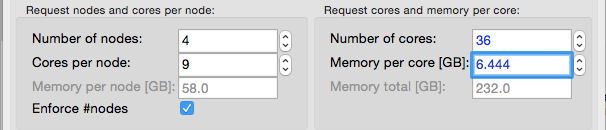 Request nodes and cores per node:
Number of nodes: 4
Cores per node: 9
Memory per node [GB]: 58.0
Enforce #nodes
Request cores and memory per core:
Number of cores: 36
Memory per core [GB]: 6.444
Memory total [GB]: 232.0